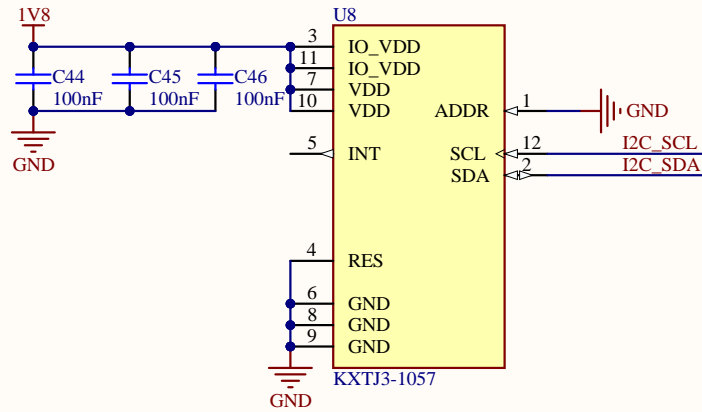 1V8
U8
C44
100nF
C45
100nF
C46
100nF
GND
3
IO_VDD
11
IO_VDD
7
VDD
10
VDD
5
INT
4
RES
6
GND
8
GND
9
GND
GND
ADDR
1
GND
SCL
12
I2C_SCL
SDA
2
I2C_SDA
KXTJ3-1057